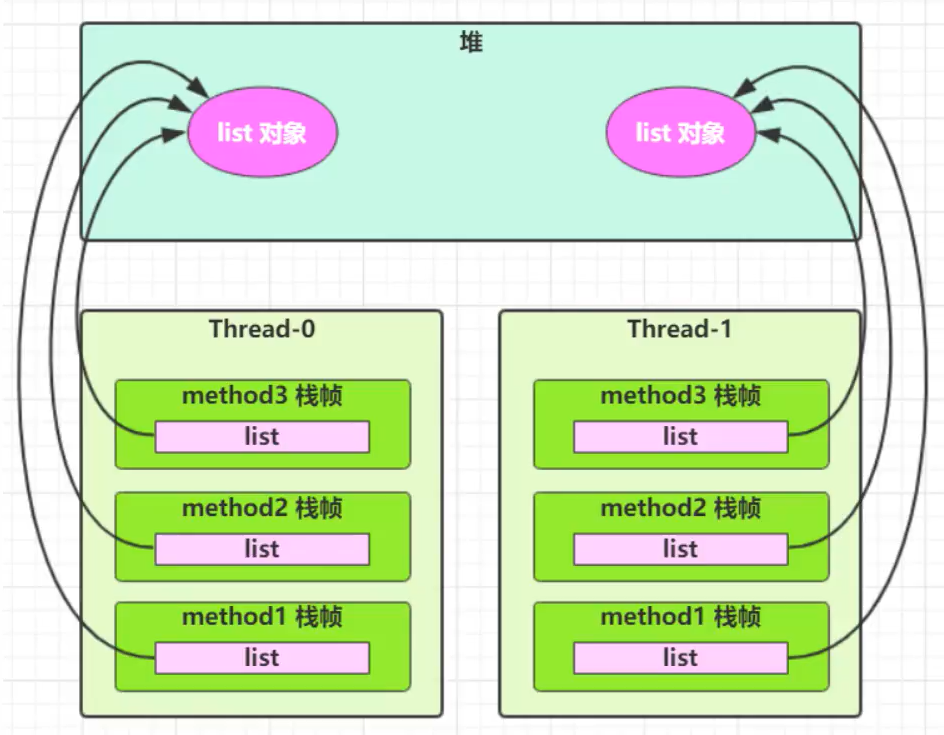 堆
list 对象
list 对象
Thread-0
method3 栈帧
list
method2 栈帧
list
method1 栈帧
list
Thread-1
method3 栈帧
list
method2 栈帧
list
method1 栈帧
list